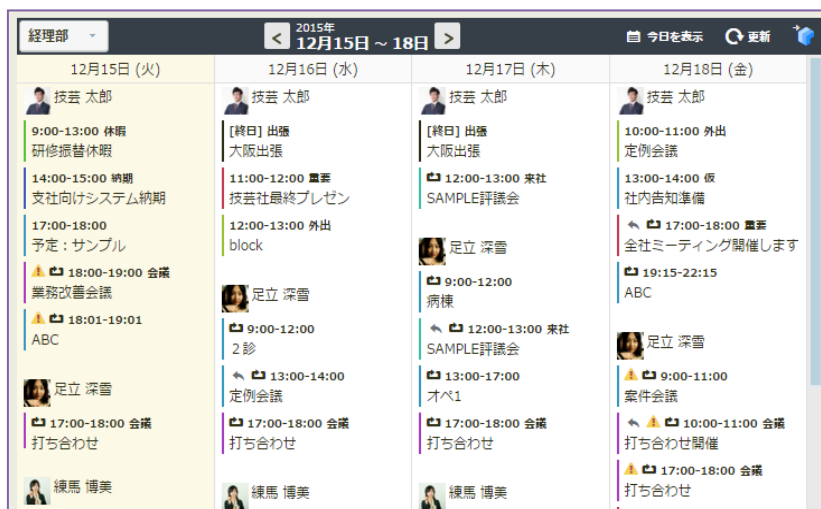 経理部
2015年
12月15日 ~ 18日
今日を表示
更新
12月15日 (火)
技芸 太郎
9:00-13:00 休暇
研修振替休暇
14:00-15:00 納期
支社向けシステム納期
17:00-18:00
予定：サンプル
18:00-19:00 会議
業務改善会議
18:01-19:01
ABC
足立 深雪
17:00-18:00 会議
打ち合わせ
練馬 博美
12月16日 (水)
技芸 太郎
[終日] 出張
大阪出張
11:00-12:00 重要
技芸社最終プレゼン
12:00-13:00 外出
block
足立 深雪
9:00-12:00
２診
13:00-14:00
定例会議
17:00-18:00 会議
打ち合わせ
練馬 博美
12月17日 (木)
技芸 太郎
[終日] 出張
大阪出張
12:00-13:00 来社
SAMPLE評議会
足立 深雪
9:00-12:00
病棟
12:00-13:00 来社
SAMPLE評議会
13:00-17:00
オペ1
17:00-18:00 会議
打ち合わせ
練馬 博美
12月18日 (金)
技芸 太郎
10:00-11:00 外出
定例会議
13:00-14:00 仮
社内告知準備
17:00-18:00 重要
全社ミーティング開催します
19:15-22:15
ABC
足立 深雪
9:00-11:00
案件会議
10:00-11:00 会議
打ち合わせ開催
17:00-18:00 会議
打ち合わせ